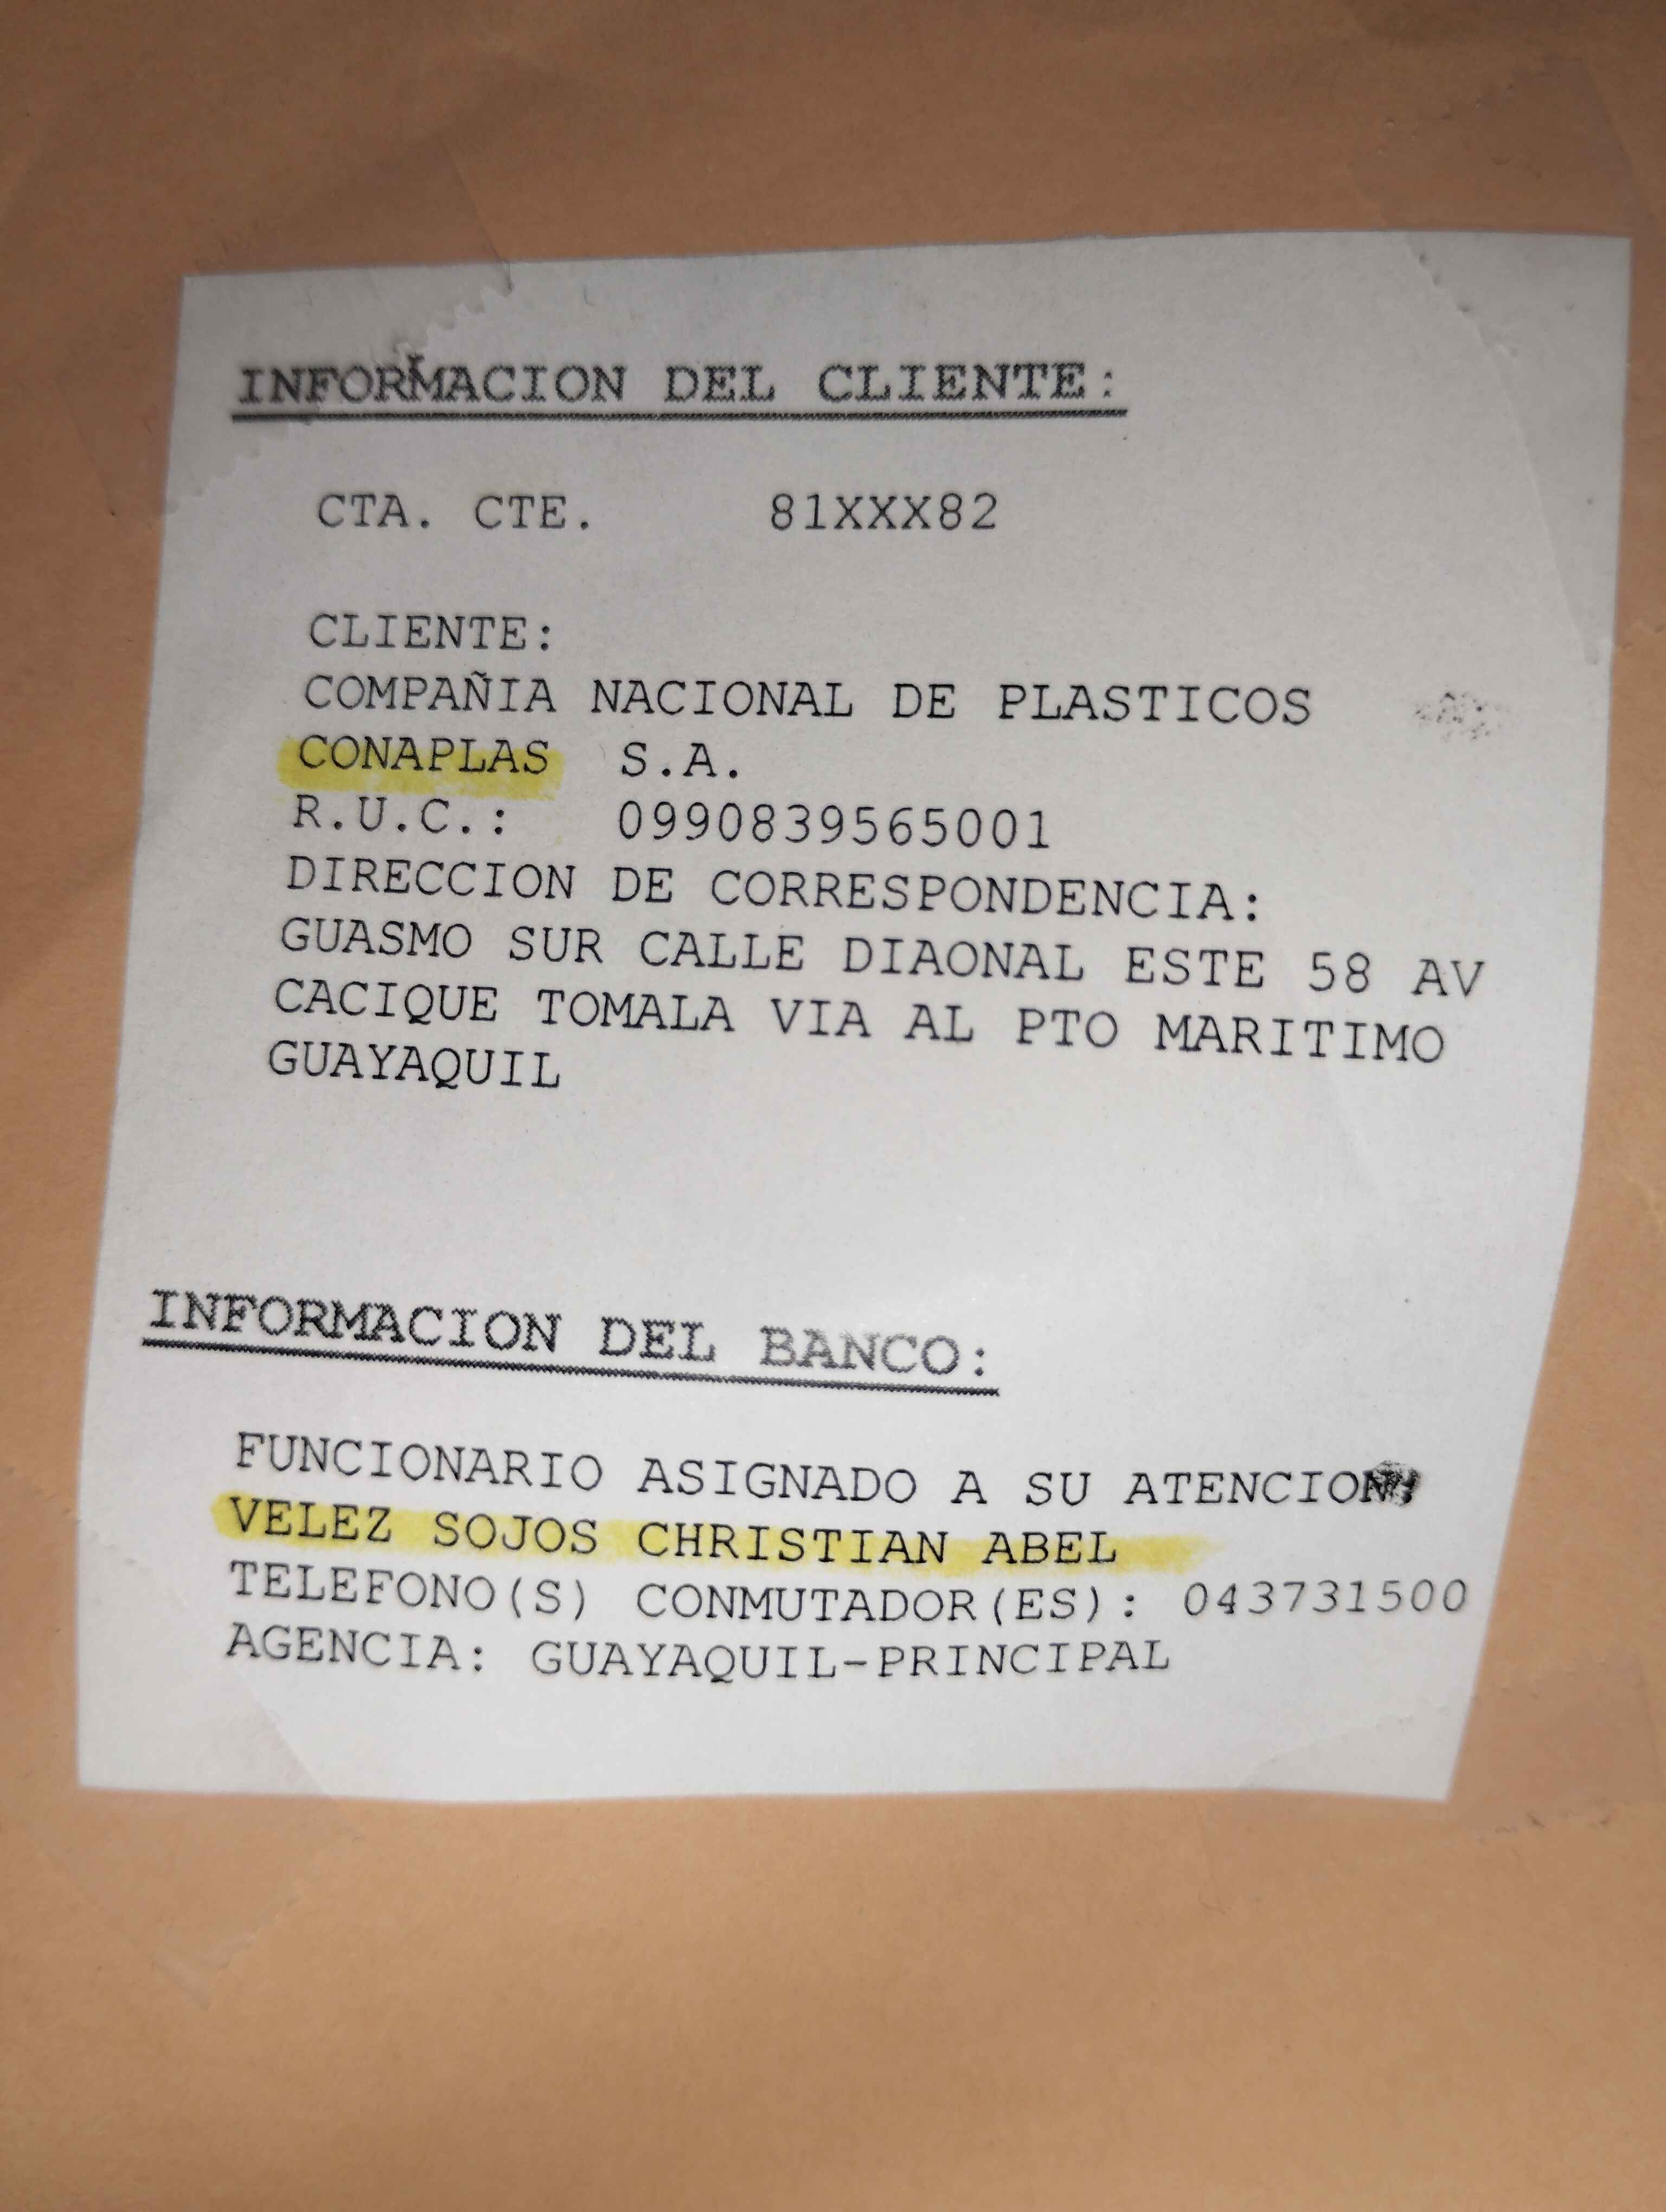 INFORMACION DEL CLIENTE:
CTA. CTE. 81XXX82
CLIENTE:
COMPAÑIA NACIONAL DE PLASTICOS
CONAPLAS S.A.
R.U.C.: 0990839565001
DIRECCION DE CORRESPONDENCIA:
GUASMO SUR CALLE DIAONAL ESTE 58 AV
CACIQUE TOMALA VIA AL PTO MARITIMO
GUAYAQUIL
INFORMACION DEL BANCO:
FUNCIONARIO ASIGNADO A SU ATENCION
VELEZ SOJOS CHRISTIAN ABEL
TELEFONO(S) CONMUTADOR(ES): 043731500
AGENCIA: GUAYAQUIL-PRINCIPAL